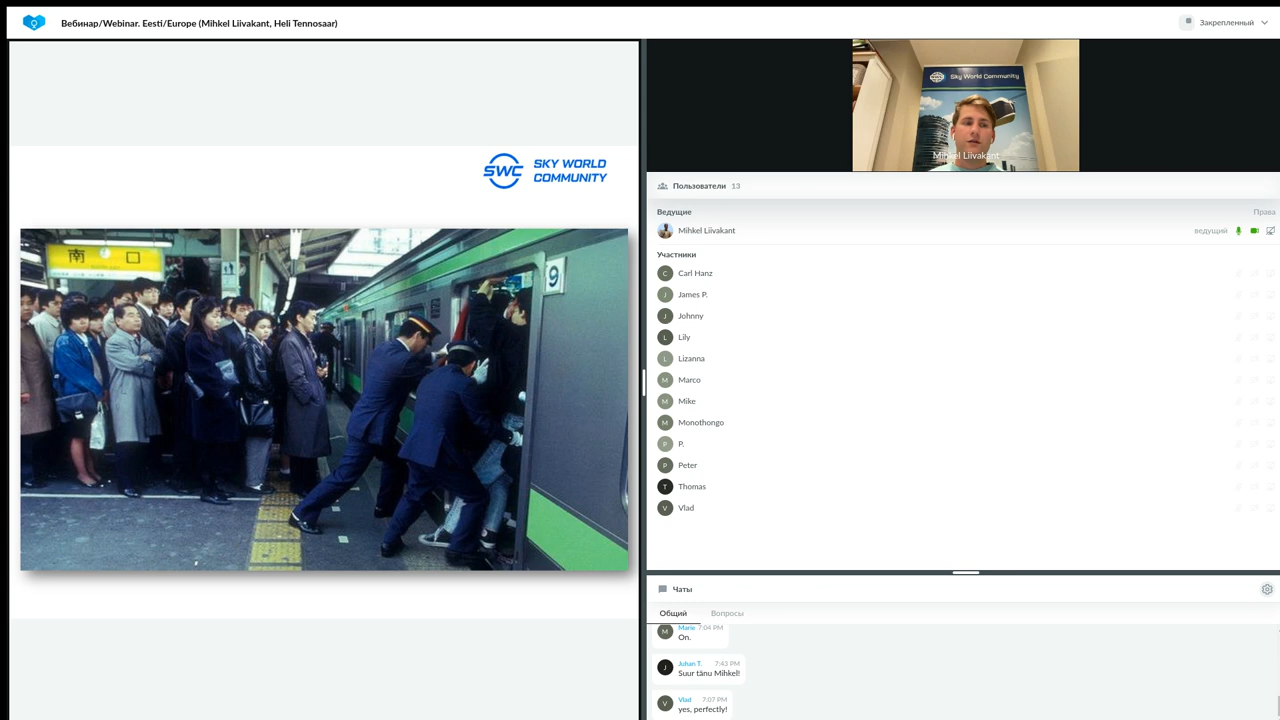 Вебинар/Webinar. Eesti/Europe (Mihkel Liivakant, Heli Tennosaar)
Закрепленный
SWC SKY WORLD
COMMUNITY
南 口
9
Sky World Community
Mihkel Liivakant
Пользователи 13
Ведущие Права
Mihkel Liivakant ведущий
Участники
C Carl Hanz
J James P.
J Johnny
L Lily
L Lizanna
M Marco
M Mike
M Monothongo
P P.
P Peter
T Thomas
V Vlad
Чаты
Общий Вопросы
M Marie 7:04 PM
On.
J Juhan T. 7:43 PM
Suur tänu Mihkel!
V Vlad 7:07 PM
yes, perfectly!